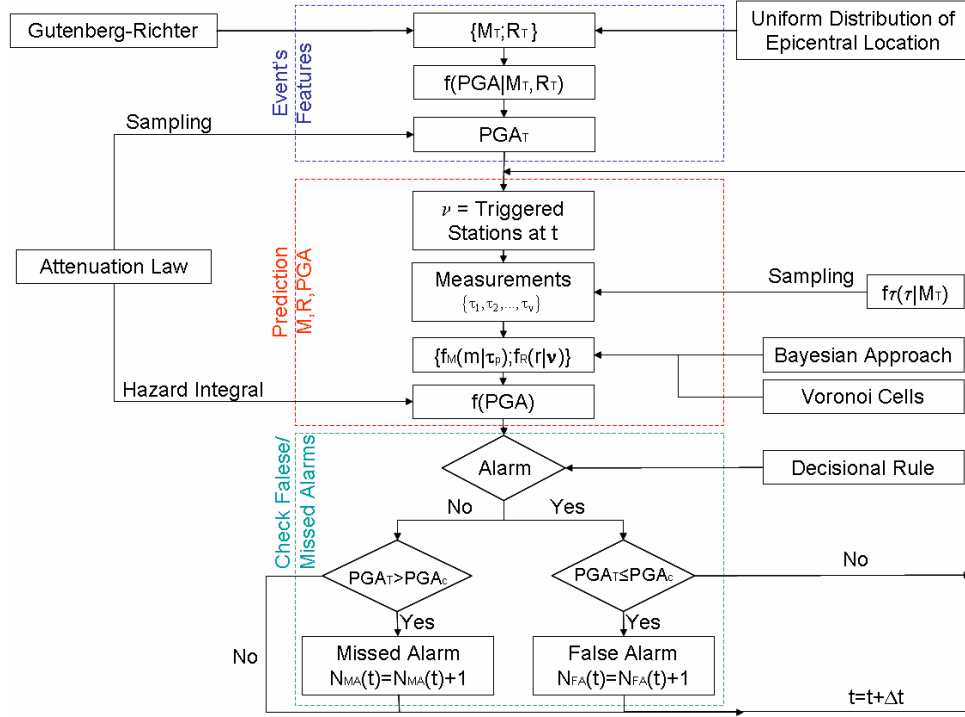 Gutenberg-Richter
{MT;RT}
Uniform Distribution of
Epicentral Location
Event's
Features
f(PGA|MT,RT)
Sampling
PGAT
ν = Triggered
Stations at t
Attenuation Law
Prediction
M,R,PGA
Measurements
{τ1,τ2,...,τν}
Sampling
fτ(τ|MT)
{fM(m|τp);fR(r|ν)}
Bayesian Approach
Voronoi Cells
Hazard Integral
f(PGA)
Check Falese/
Missed Alarms
Alarm
Decisional Rule
No
Yes
PGAT>PGAc
PGAT≤PGAc
No
Yes
Yes
No
Missed Alarm
NMA(t)=NMA(t)+1
False Alarm
NFA(t)=NFA(t)+1
t=t+Δt